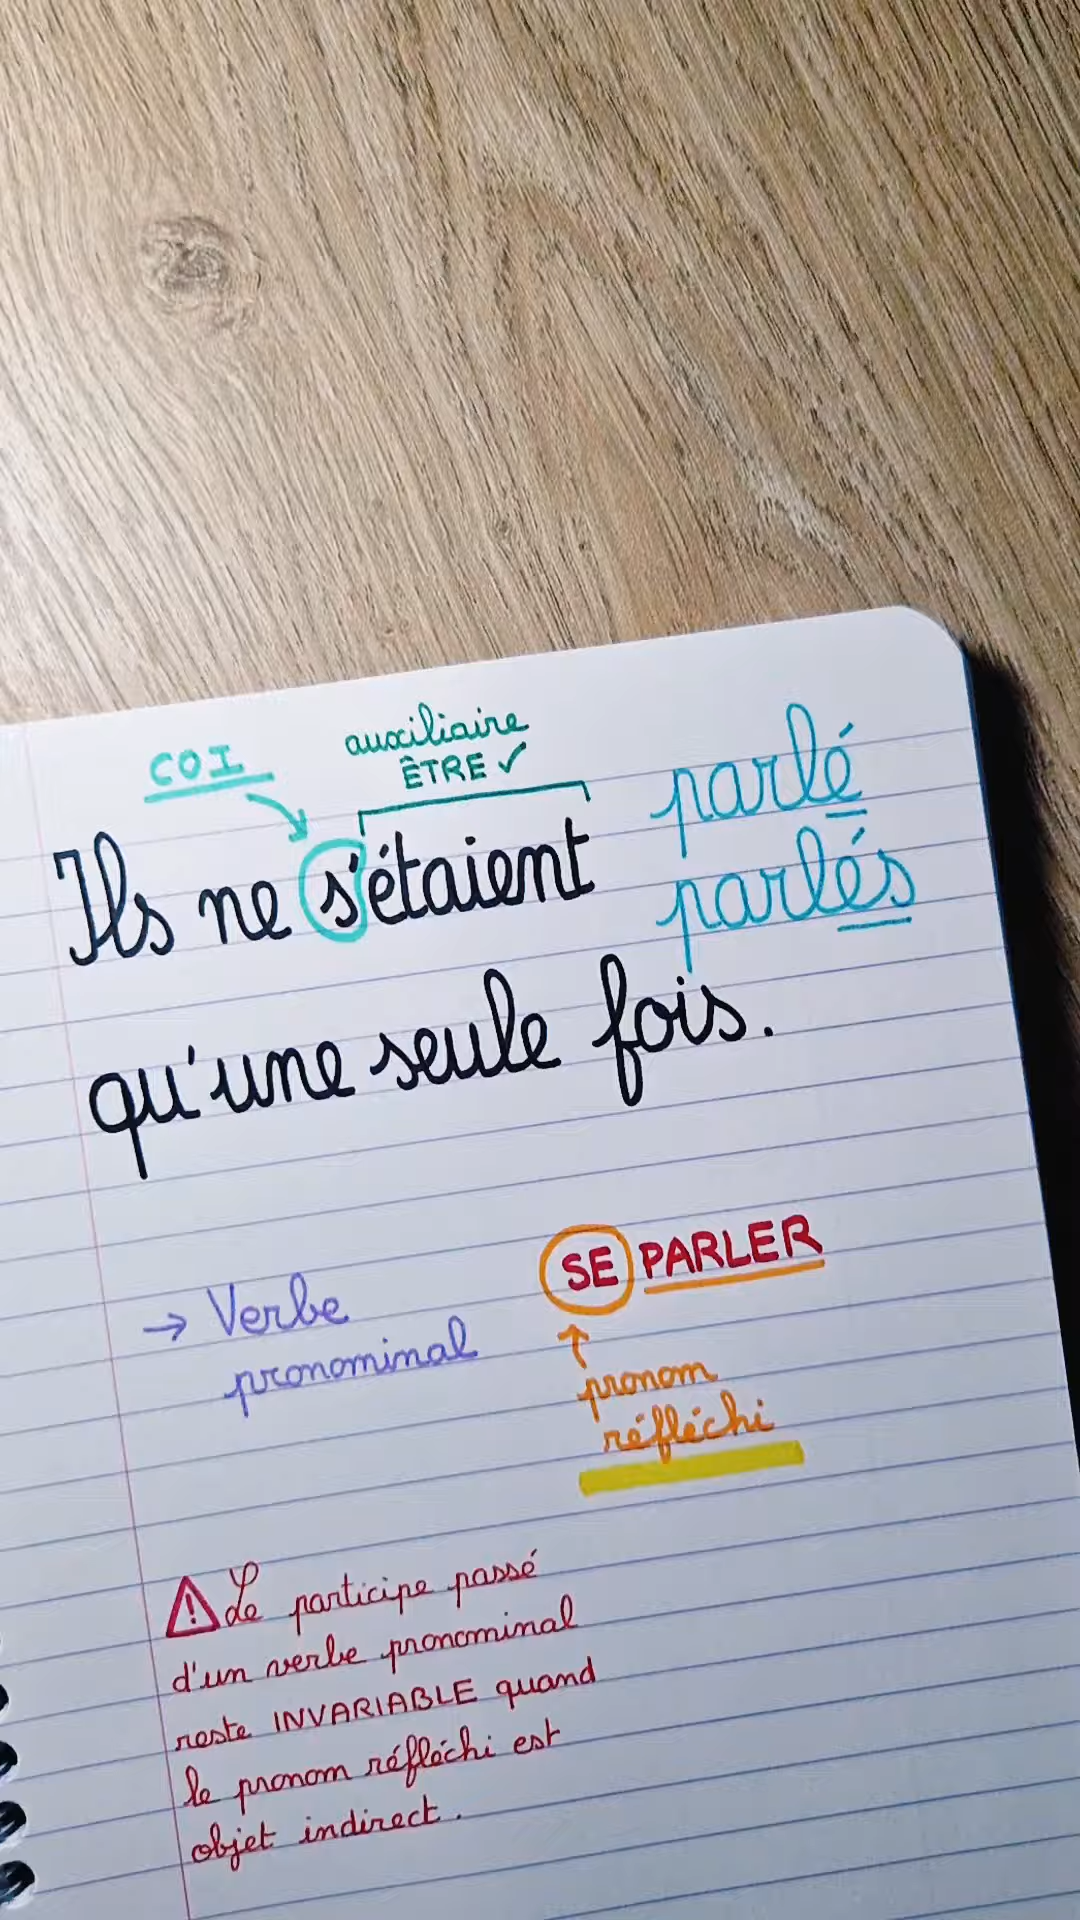 COI
auxiliaire
ÊTRE ✓
Ils ne s'étaient
parlé
parlés
qu'une seule fois.
→ Verbe
pronominal
SE PARLER
↑
pronom
réfléchi
⚠ Le participe passé
d'un verbe pronominal
reste INVARIABLE quand
le pronom réfléchi est
objet indirect.